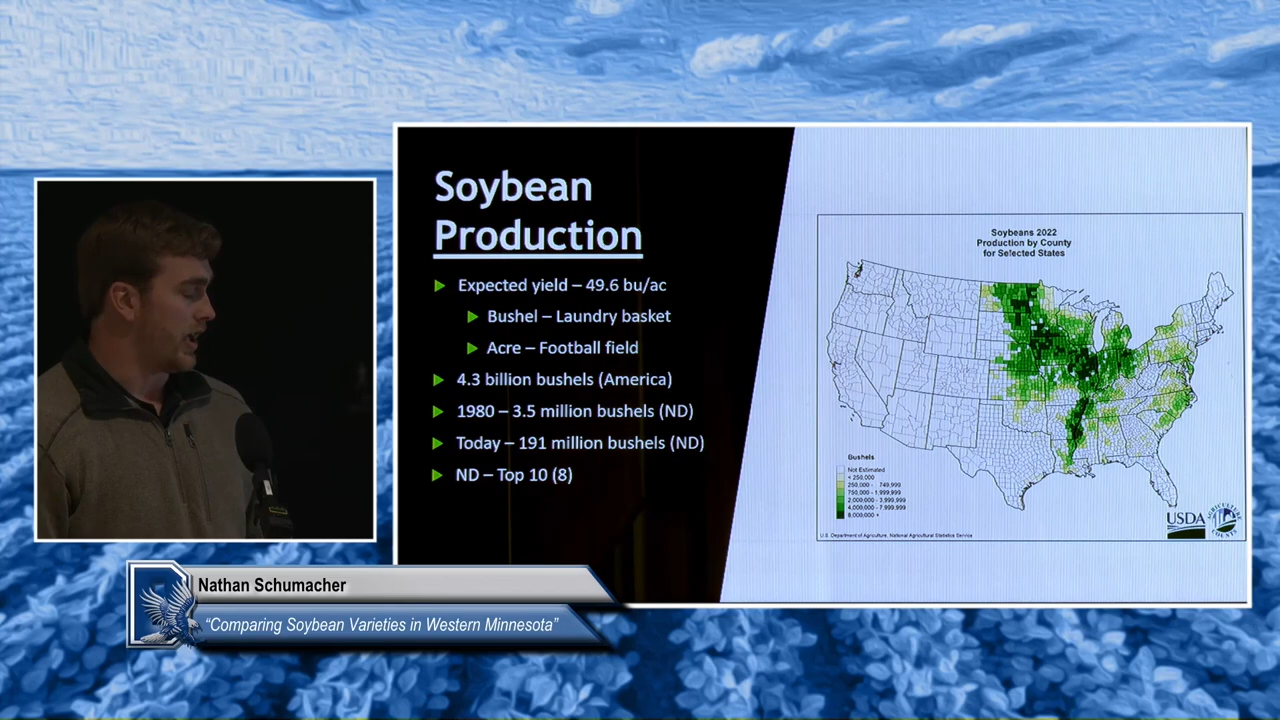 Soybean
Production
Expected yield – 49.6 bu/ac
Bushel – Laundry basket
Acre – Football field
4.3 billion bushels (America)
1980 – 3.5 million bushels (ND)
Today – 191 million bushels (ND)
ND – Top 10 (8)
Soybeans 2022
Production by County
for Selected States
Bushels
Not Estimated
< 250,000
250,000 - 749,999
750,000 - 1,999,999
2,000,000 - 3,999,999
4,000,000 - 7,999,999
8,000,000 +
U.S. Department of Agriculture, National Agricultural Statistics Service
USDA
Nathan Schumacher
“Comparing Soybean Varieties in Western Minnesota”